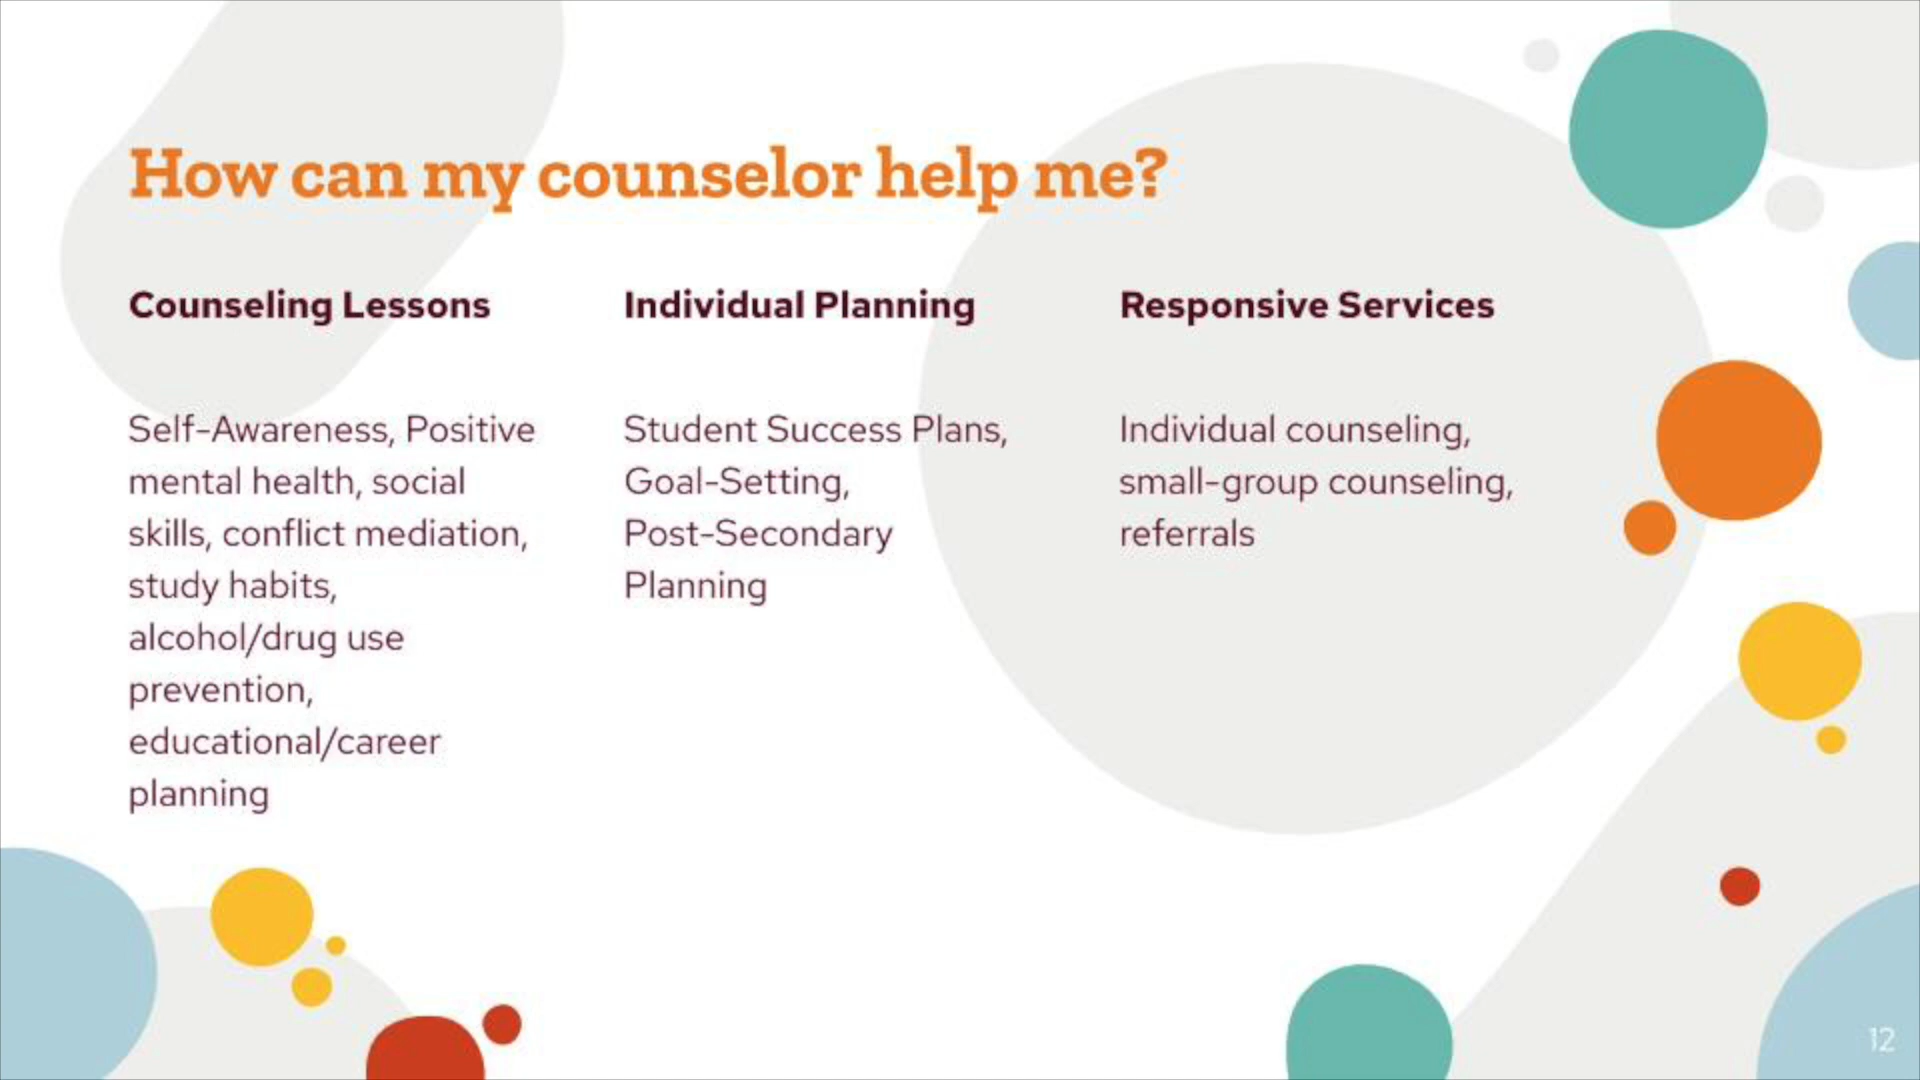 How can my counselor help me?
Counseling Lessons
Self-Awareness, Positive
mental health, social
skills, conflict mediation,
study habits,
alcohol/drug use
prevention,
educational/career
planning
Individual Planning
Student Success Plans,
Goal-Setting,
Post-Secondary
Planning
Responsive Services
Individual counseling,
small-group counseling,
referrals
12